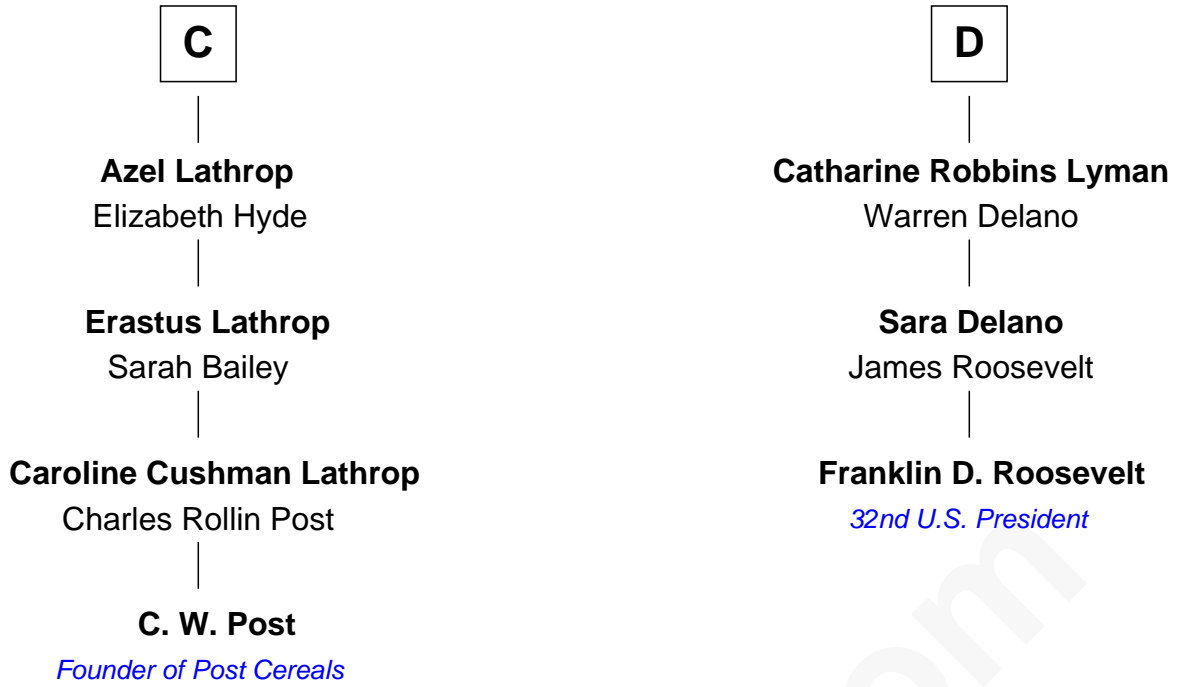 C
Azel Lathrop
Elizabeth Hyde
Erastus Lathrop
Sarah Bailey
Caroline Cushman Lathrop
Charles Rollin Post
C. W. Post
Founder of Post Cereals
D
Catharine Robbins Lyman
Warren Delano
Sara Delano
James Roosevelt
Franklin D. Roosevelt
32nd U.S. President
om